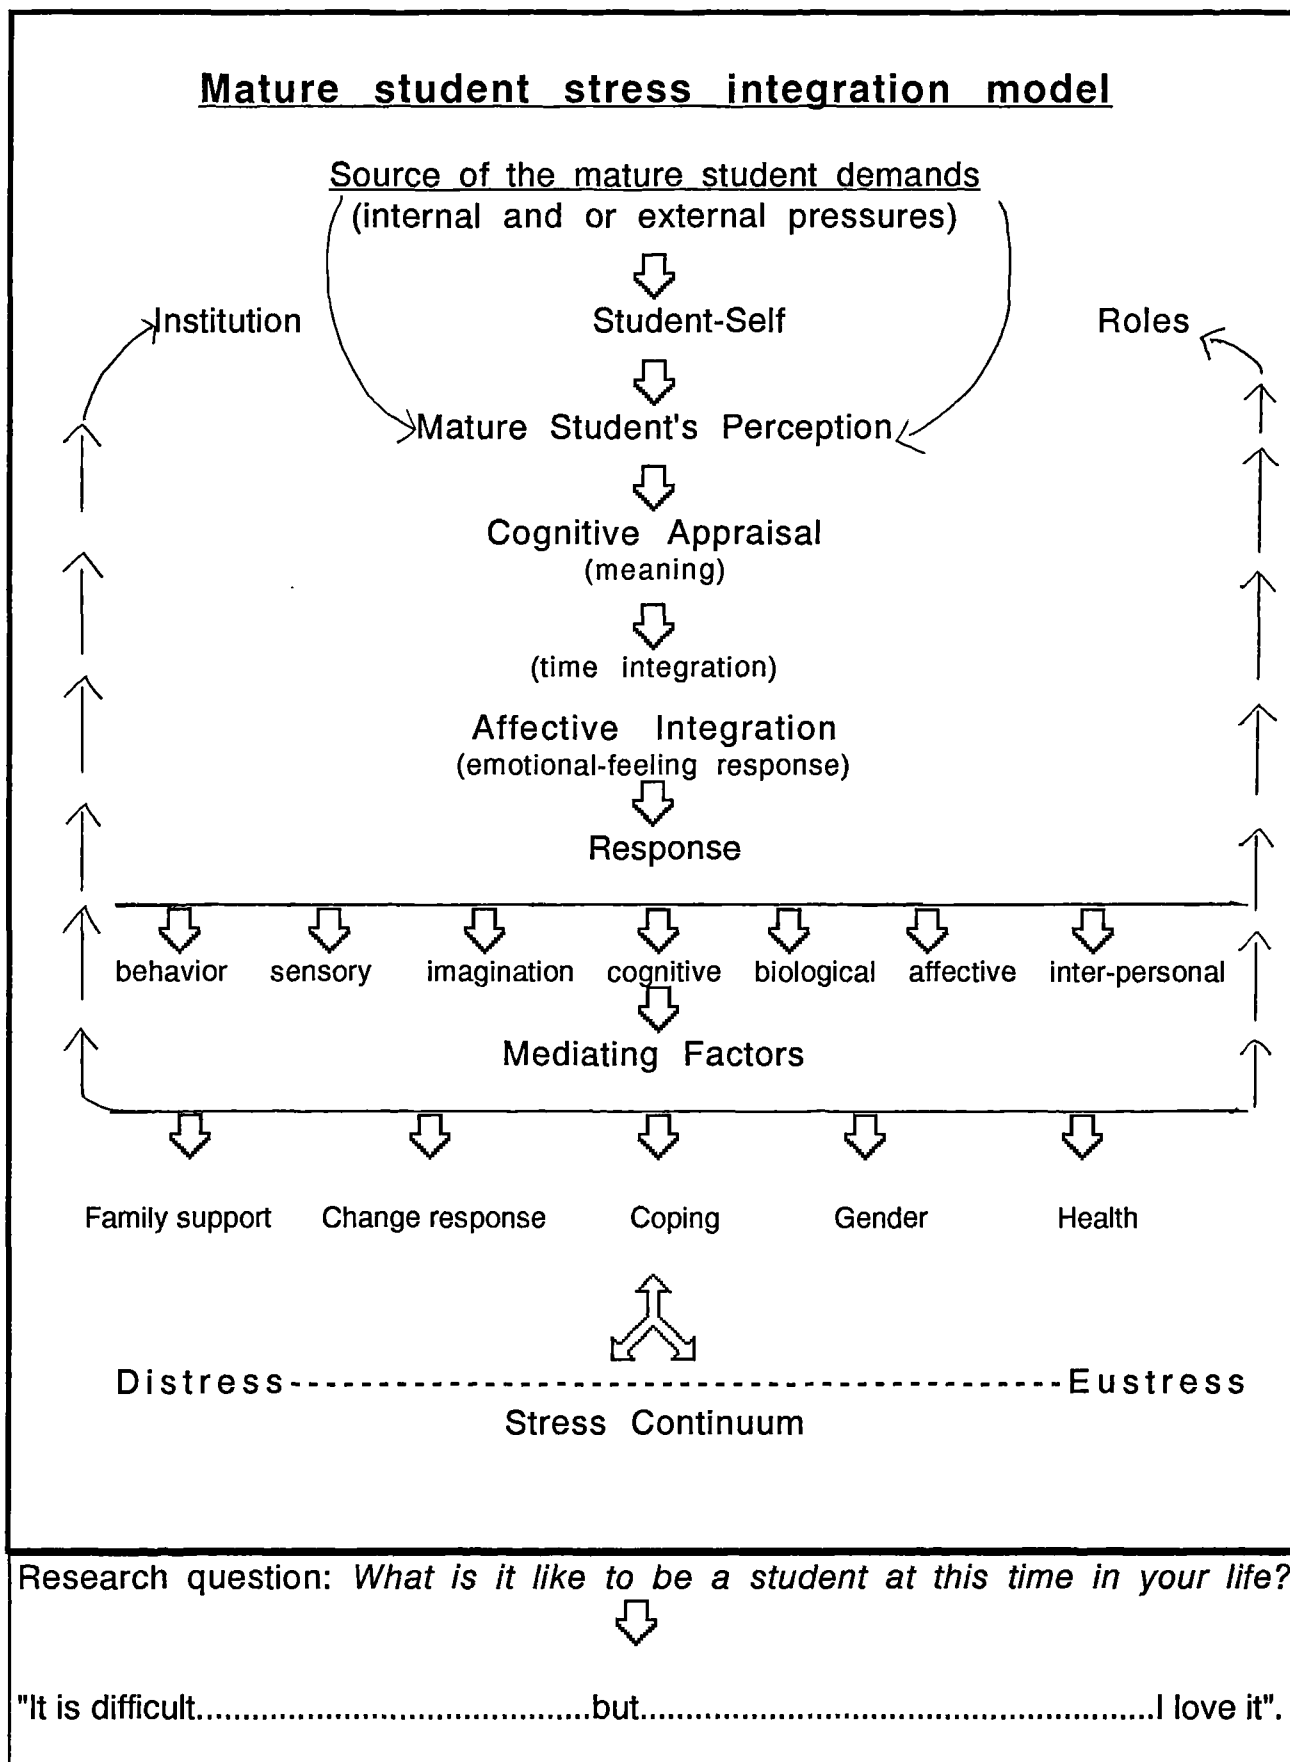 Mature student stress integration model
Source of the mature student demands
(internal and or external pressures)
Institution Student-Self Roles
Mature Student's Perception
Cognitive Appraisal
(meaning)
(time integration)
Affective Integration
(emotional-feeling response)
Response
behavior sensory imagination cognitive biological affective inter-personal
Mediating Factors
Family support Change response Coping Gender Health
Distress------------------------------------Eustress
Stress Continuum
Research question: What is it like to be a student at this time in your life?
"It is difficult..........................................but......................................................I love it".